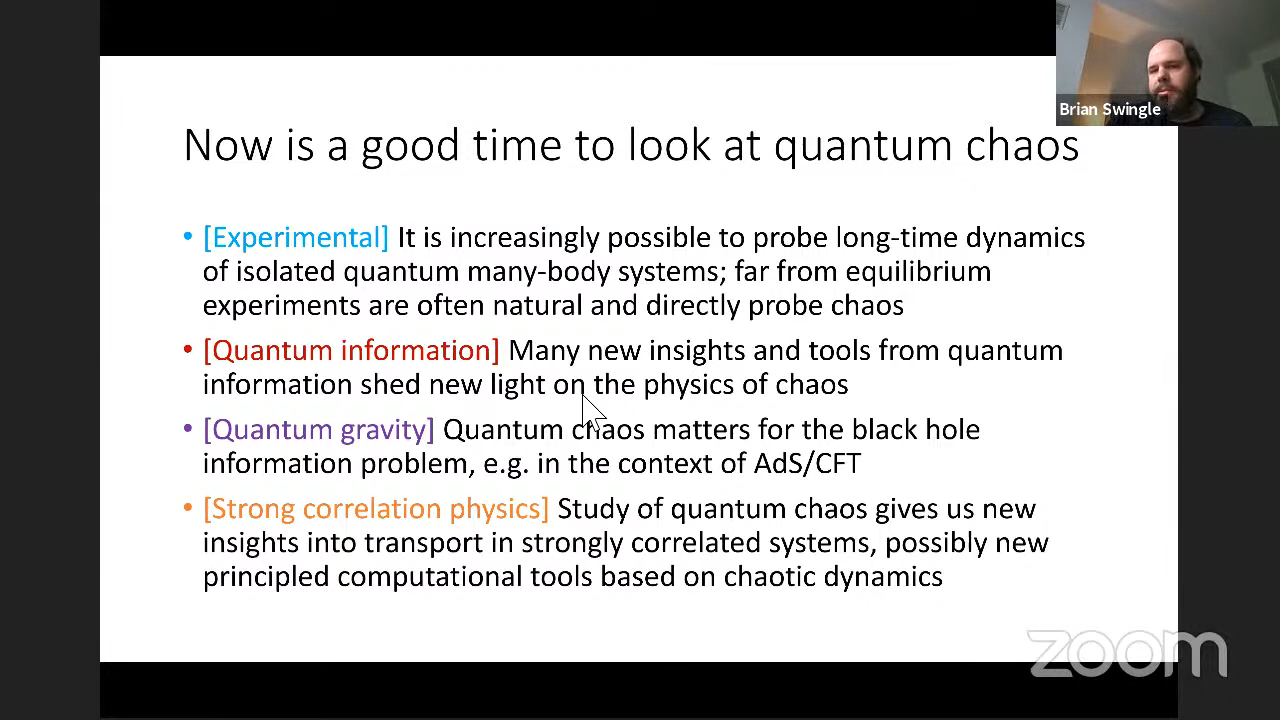 Brian Swingle
Now is a good time to look at quantum chaos
• [Experimental] It is increasingly possible to probe long-time dynamics
of isolated quantum many-body systems; far from equilibrium
experiments are often natural and directly probe chaos
• [Quantum information] Many new insights and tools from quantum
information shed new light on the physics of chaos
• [Quantum gravity] Quantum chaos matters for the black hole
information problem, e.g. in the context of AdS/CFT
• [Strong correlation physics] Study of quantum chaos gives us new
insights into transport in strongly correlated systems, possibly new
principled computational tools based on chaotic dynamics
zoom